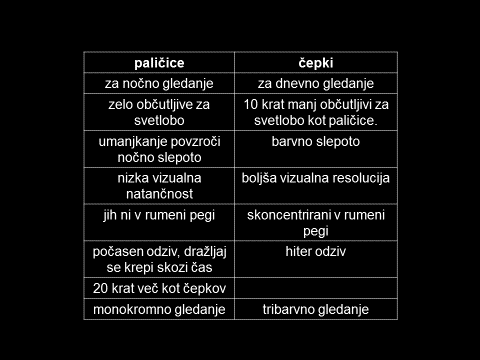 paličice čepki
za nočno gledanje za dnevno gledanje
zelo občutljive za 10 krat manj občutljivi za
svetlobo svetlobo kot paličice.
umanjkanje povzroči barvno slepoto
nočno slepoto
nizka vizualna boljša vizualna resolucija
natančnost
jih ni v rumeni pegi skoncentrirani v rumeni
pegi
počasen odziv, dražljaj hiter odziv
se krepi skozi čas
20 krat več kot čepkov
monokromno gledanje tribarvno gledanje